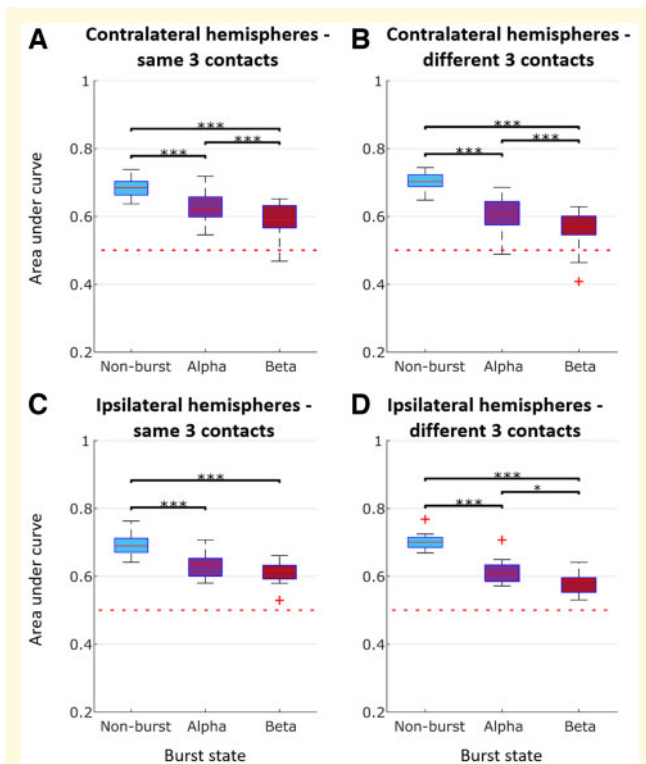 A
Contralateral hemispheres -
same 3 contacts
B
Contralateral hemispheres -
different 3 contacts
1
0.8
0.6
0.4
0.2
Area under curve
***
***
***
Non-burst Alpha Beta
1
0.8
0.6
0.4
0.2
***
***
***
Non-burst Alpha Beta
C
Ipsilateral hemispheres -
same 3 contacts
D
Ipsilateral hemispheres -
different 3 contacts
1
0.8
0.6
0.4
0.2
Area under curve
***
***
Non-burst Alpha Beta
Burst state
1
0.8
0.6
0.4
0.2
***
*
***
Non-burst Alpha Beta
Burst state